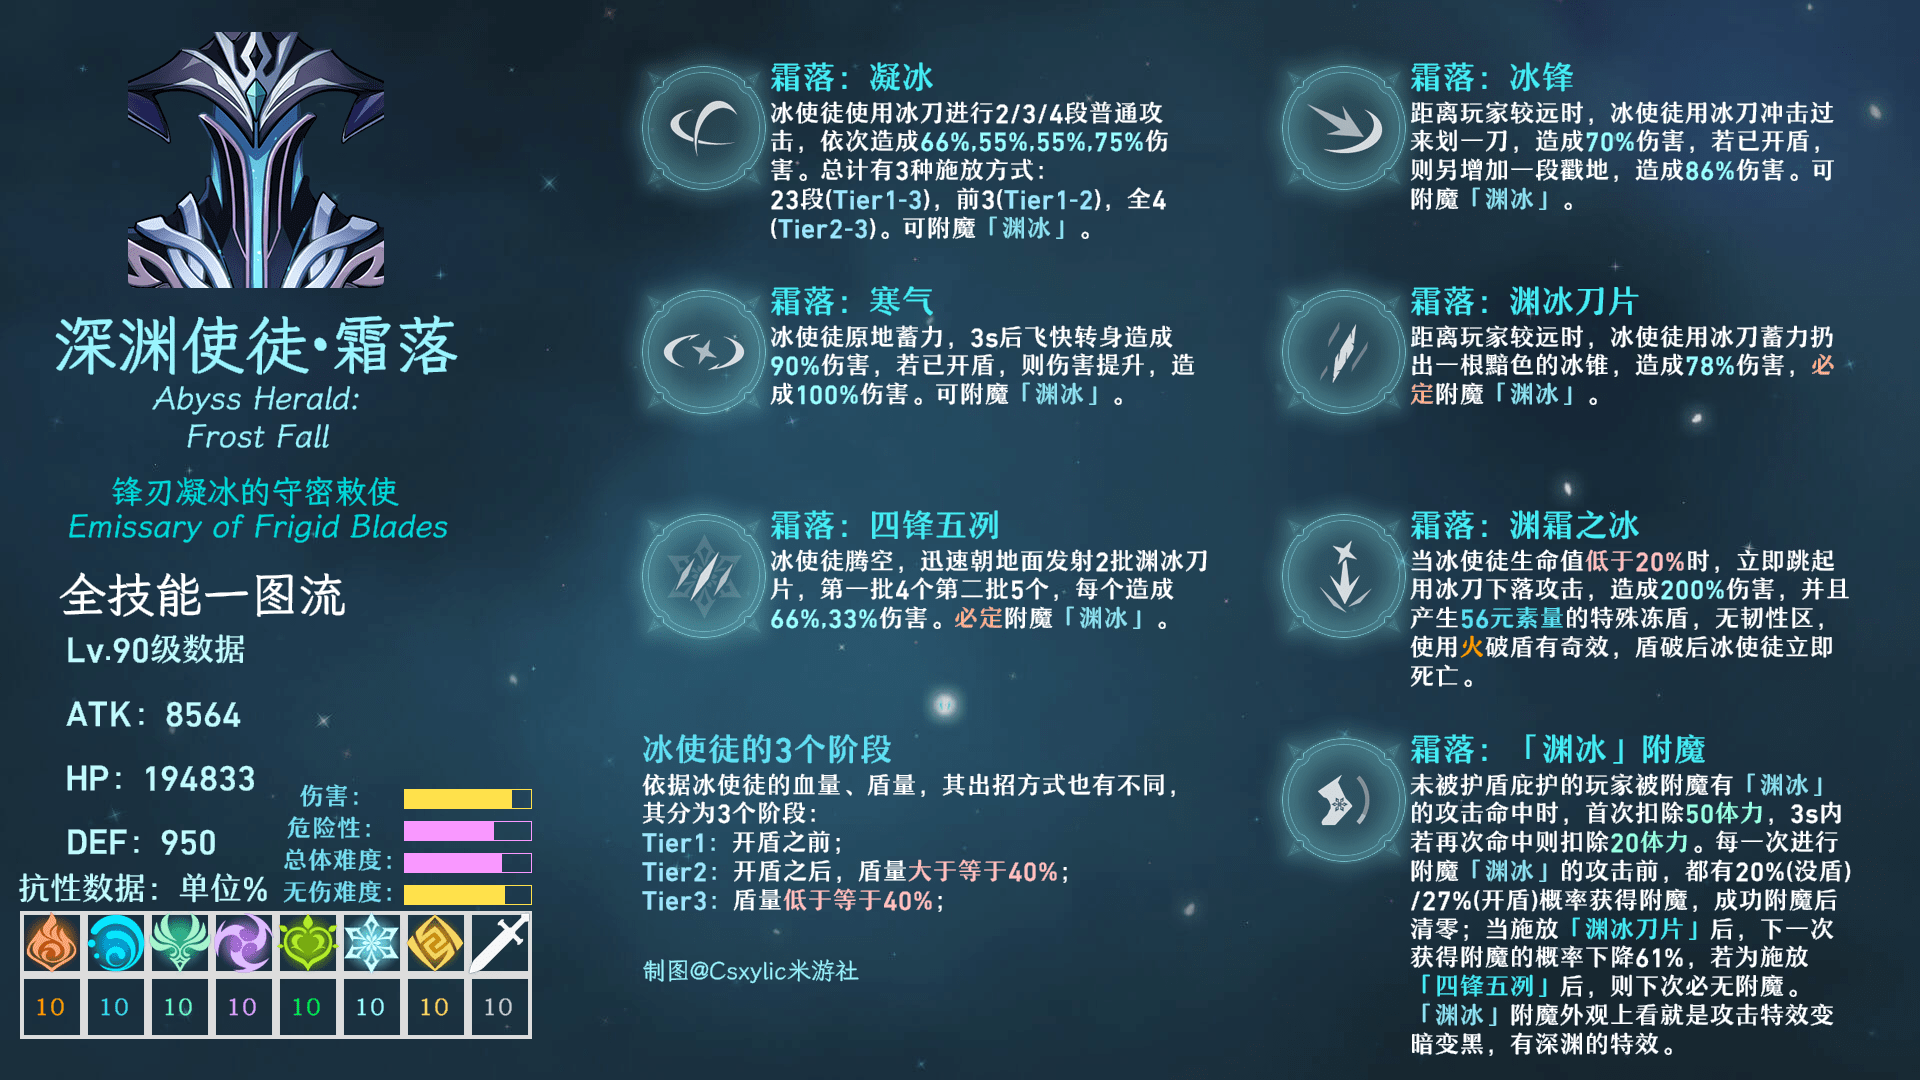 深渊使徒·霜落
Abyss Herald:
Frost Fall
锋刃凝冰的守密敕使
Emissary of Frigid Blades
全技能一图流
Lv.90级数据
ATK：8564
HP：194833
DEF：950
伤害：
危险性：
总体难度：
无伤难度：
抗性数据：单位%
10 10 10 10 10 10 10 10
霜落：凝冰
冰使徒使用冰刀进行2/3/4段普通攻
击，依次造成66%,55%,55%,75%伤
害。总计有3种施放方式：
23段(Tier1-3)，前3(Tier1-2)，全4
(Tier2-3)。可附魔「渊冰」。
霜落：寒气
冰使徒原地蓄力，3s后飞快转身造成
90%伤害，若已开盾，则伤害提升，造
成100%伤害。可附魔「渊冰」。
霜落：四锋五冽
冰使徒腾空，迅速朝地面发射2批渊冰刀
片，第一批4个第二批5个，每个造成
66%,33%伤害。必定附魔「渊冰」。
冰使徒的3个阶段
依据冰使徒的血量、盾量，其出招方式也有不同，
其分为3个阶段：
Tier1：开盾之前；
Tier2：开盾之后，盾量大于等于40%；
Tier3：盾量低于等于40%；
制图@Csxylic米游社
霜落：冰锋
距离玩家较远时，冰使徒用冰刀冲击过
来划一刀，造成70%伤害，若已开盾，
则另增加一段戳地，造成86%伤害。可
附魔「渊冰」。
霜落：渊冰刀片
距离玩家较远时，冰使徒用冰刀蓄力扔
出一根黯色的冰锥，造成78%伤害，必
定附魔「渊冰」。
霜落：渊霜之冰
当冰使徒生命值低于20%时，立即跳起
用冰刀下落攻击，造成200%伤害，并且
产生56元素量的特殊冻盾，无韧性区，
使用火破盾有奇效，盾破后冰使徒立即
死亡。
霜落：「渊冰」附魔
未被护盾庇护的玩家被附魔有「渊冰」
的攻击命中时，首次扣除50体力，3s内
若再次命中则扣除20体力。每一次进行
附魔「渊冰」的攻击前，都有20%(没盾)
/27%(开盾)概率获得附魔，成功附魔后
清零；当施放「渊冰刀片」后，下一次
获得附魔的概率下降61%，若为施放
「四锋五冽」后，则下次必无附魔。
「渊冰」附魔外观上看就是攻击特效变
暗变黑，有深渊的特效。